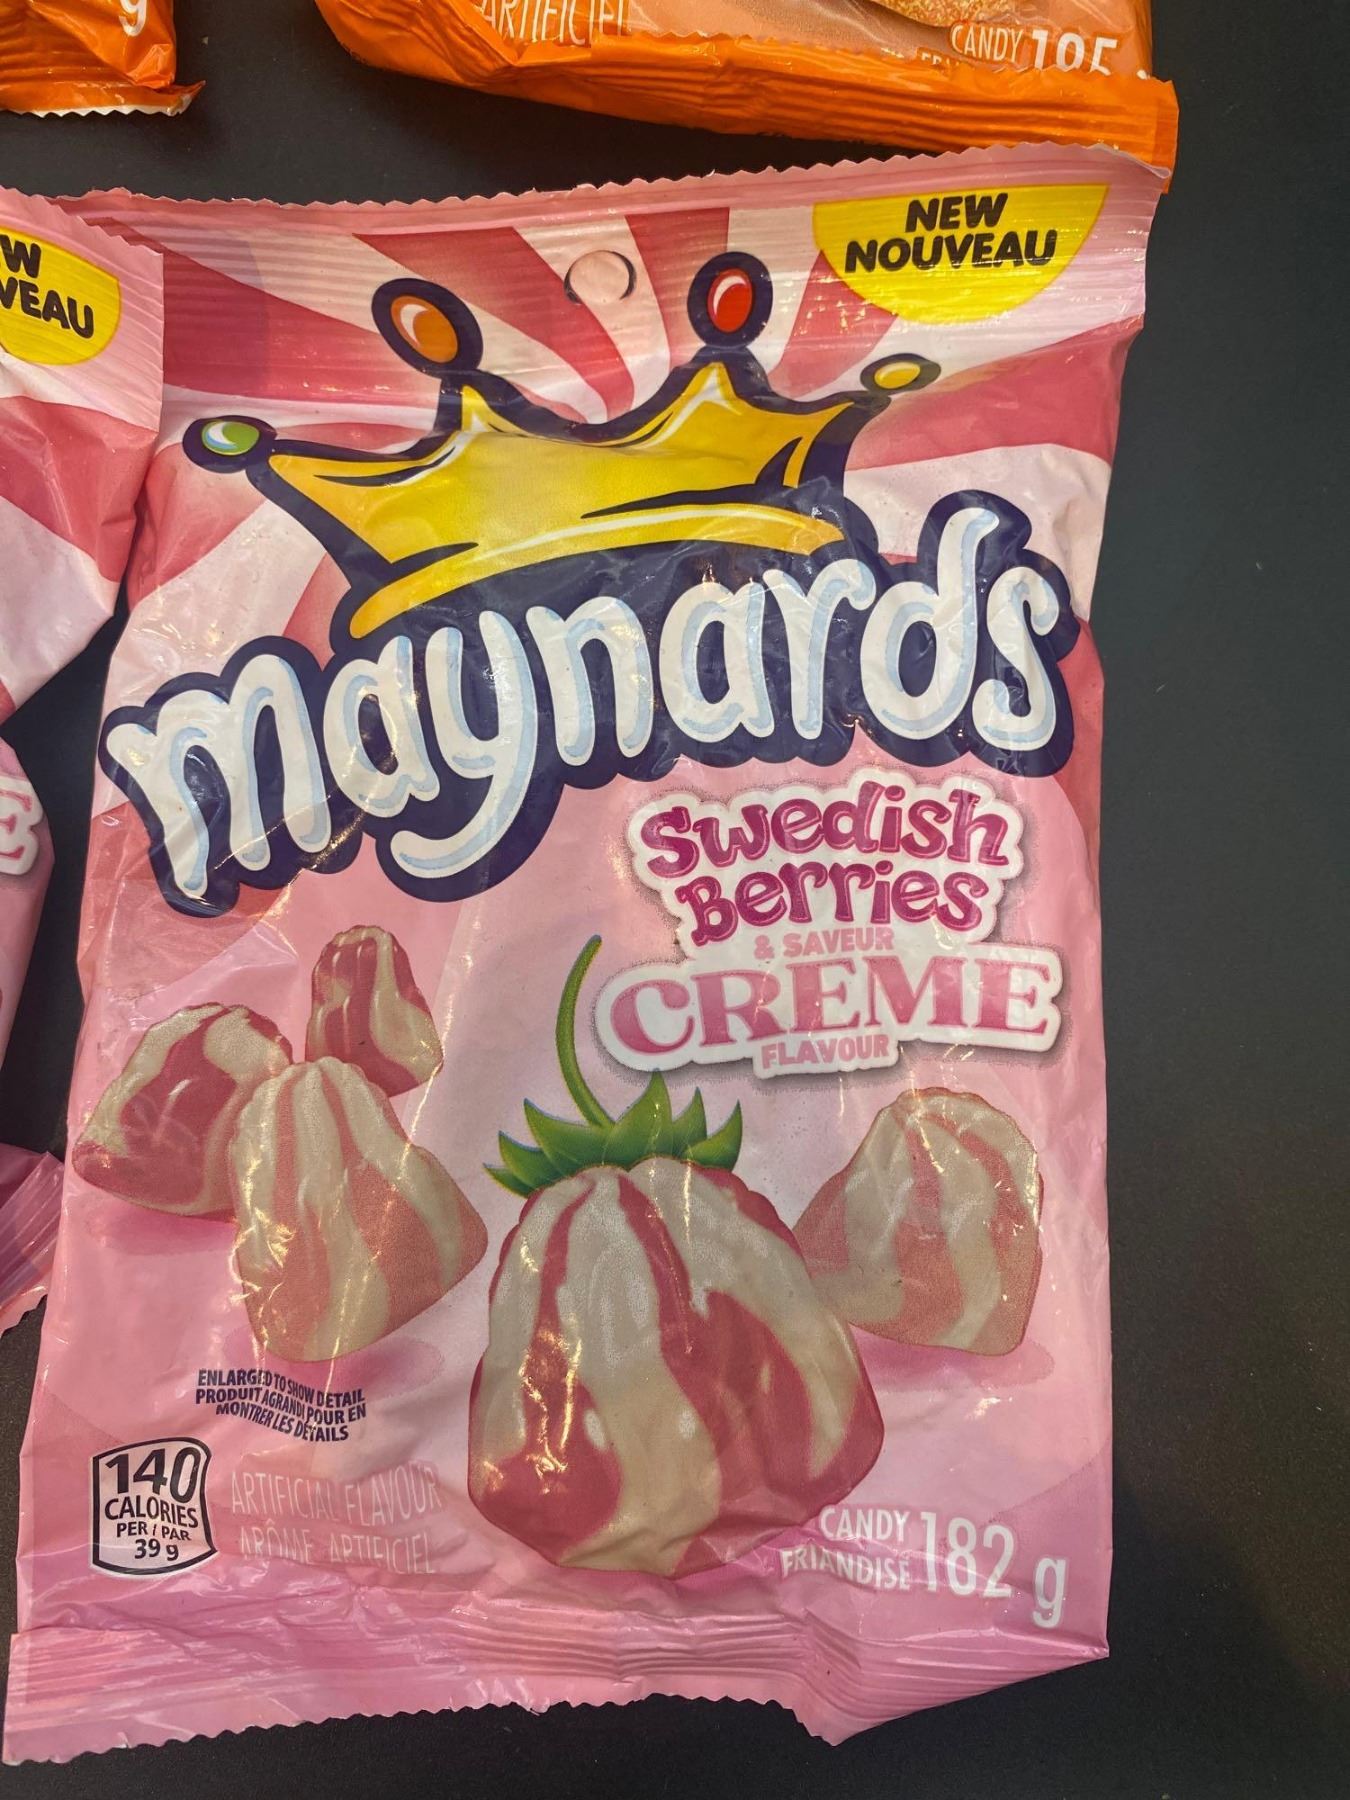 ARTIFICIEL
CANDY
g
NEW
NOUVEAU
W
VEAU
maynards
Swedish
Berries
& SAVEUR
CREME
FLAVOUR
E
ENLARGED TO SHOW DETAIL
PRODUIT AGRANDI POUR EN
MONTRER LES DÉTAILS
140
CALORIES
PER / PAR
39 g
ARTIFICIAL FLAVOUR
ARÔME ARTIFICIEL
CANDY
FRIANDISE
182 g